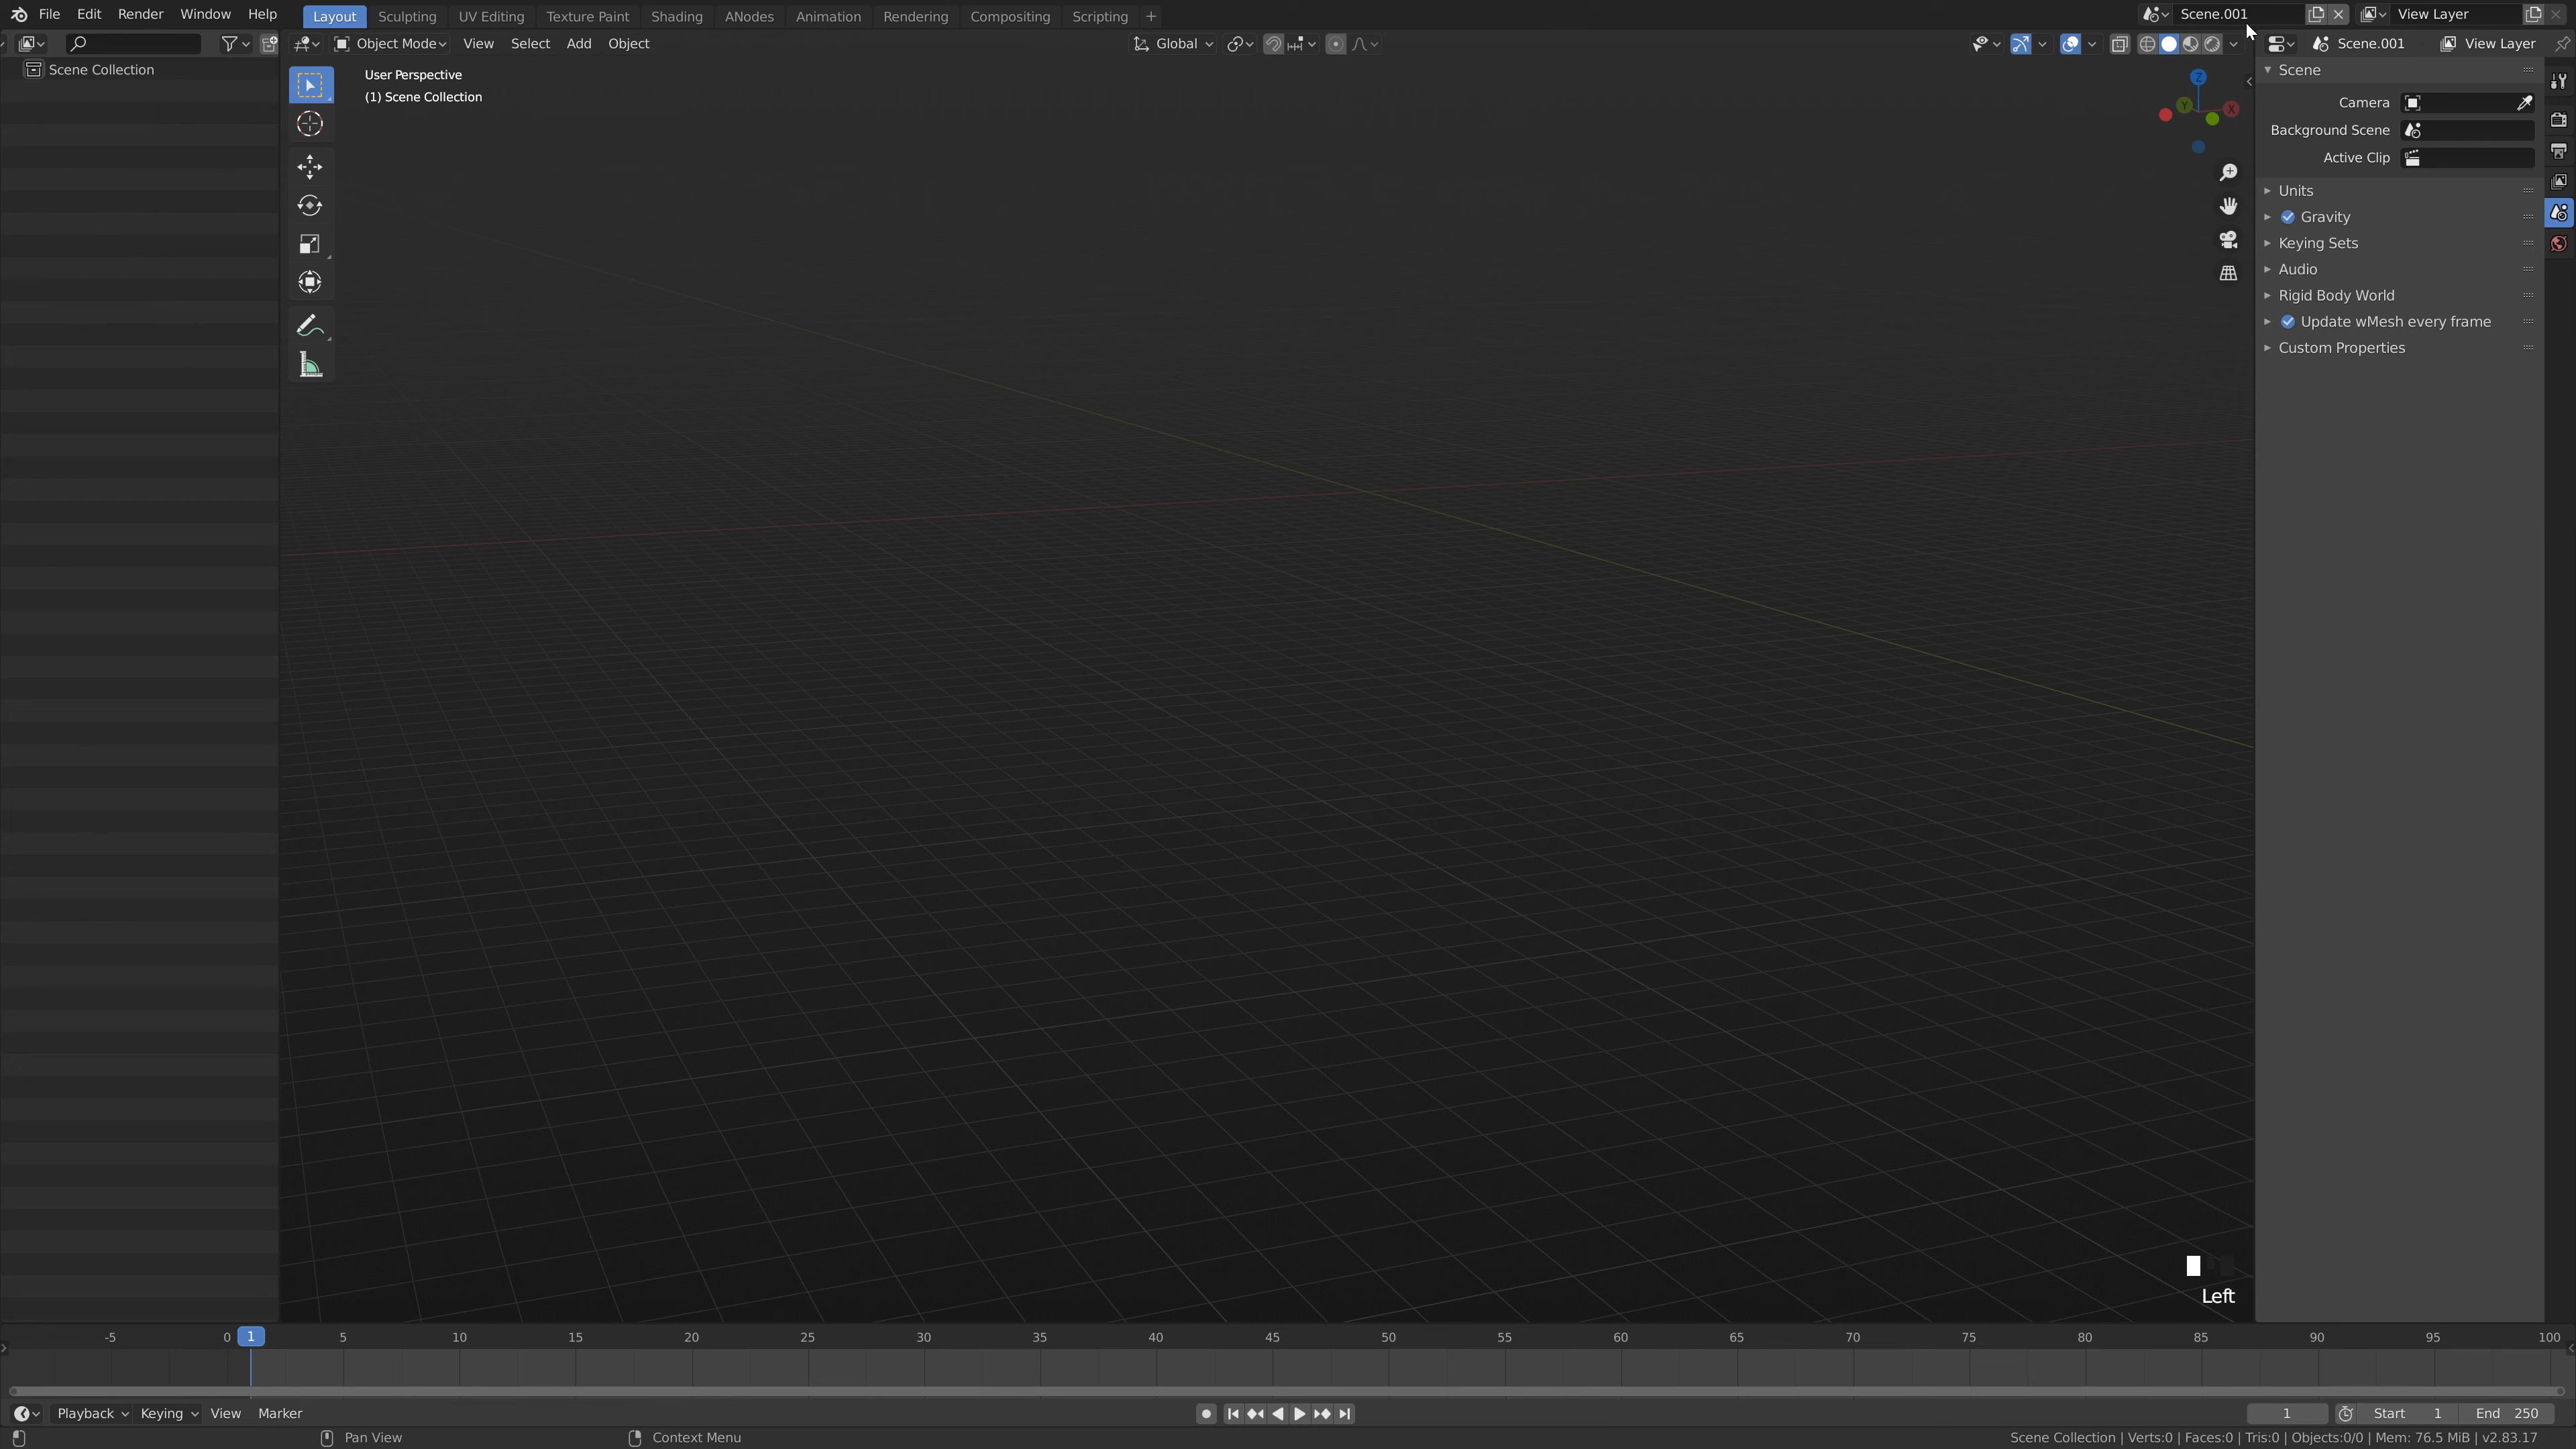 File Edit Render Window Help Layout Sculpting UV Editing Texture Paint Shading ANodes Animation Rendering Compositing Scripting + Scene.001 View Layer
Object Mode View Select Add Object Global Scene.001 View Layer
Scene Collection
User Perspective
(1) Scene Collection
Z
Y
X
Scene
Camera
Background Scene
Active Clip
Units
Gravity
Keying Sets
Audio
Rigid Body World
Update wMesh every frame
Custom Properties
Left
-5 0 1 5 10 15 20 25 30 35 40 45 50 55 60 65 70 75 80 85 90 95 100
Playback Keying View Marker 1 Start 1 End 250
Pan View Context Menu Scene Collection | Verts:0 | Faces:0 | Tris:0 | Objects:0/0 | Mem: 76.5 MiB | v2.83.17